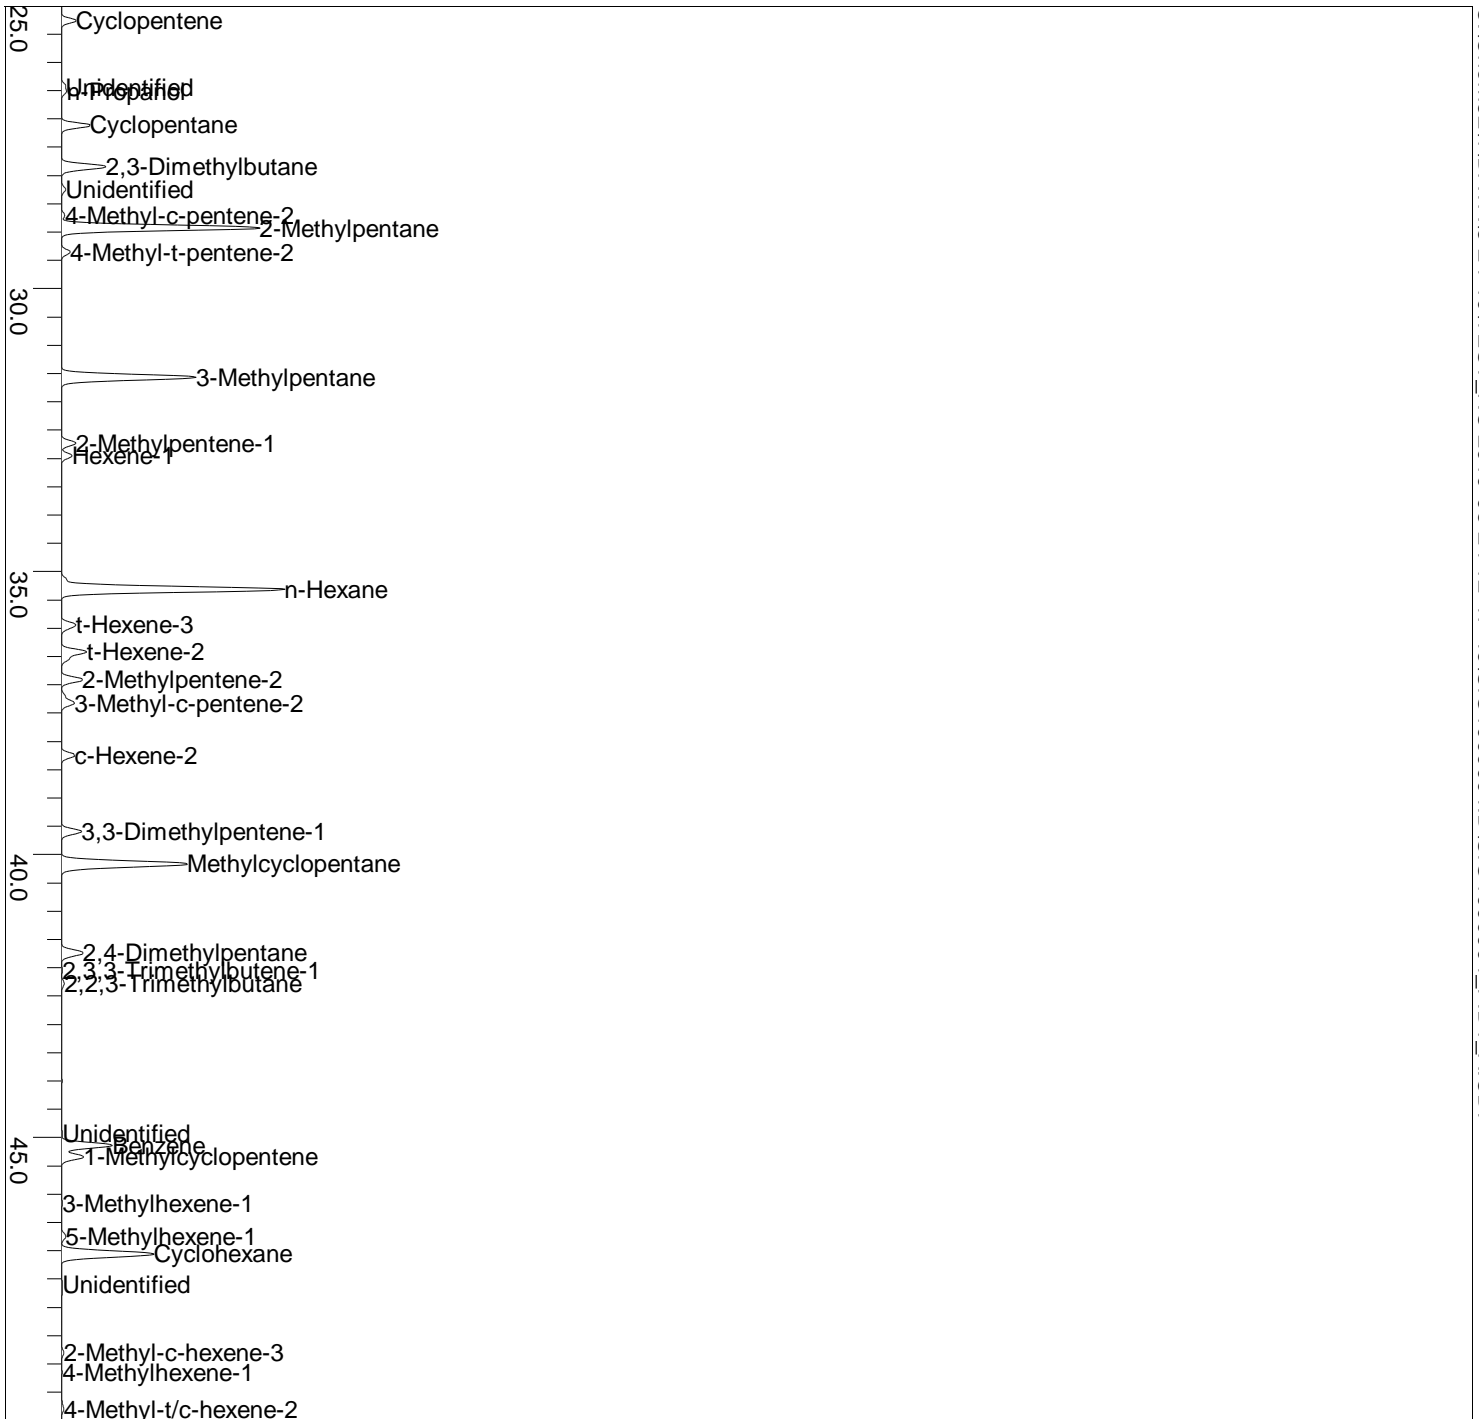 25.0
Cyclopentene
Unidentified
n-Propanol
Cyclopentane
2,3-Dimethylbutane
Unidentified
4-Methyl-c-pentene-2
2-Methylpentane
4-Methyl-t-pentene-2
30.0
3-Methylpentane
2-Methylpentene-1
Hexene-1
35.0
n-Hexane
t-Hexene-3
t-Hexene-2
2-Methylpentene-2
3-Methyl-c-pentene-2
c-Hexene-2
3,3-Dimethylpentene-1
40.0
Methylcyclopentane
2,4-Dimethylpentane
2,3,3-Trimethylbutene-1
2,2,3-Trimethylbutane
45.0
Unidentified
Benzene
1-Methylcyclopentene
3-Methylhexene-1
5-Methylhexene-1
Cyclohexane
Unidentified
2-Methyl-c-hexene-3
4-Methylhexene-1
4-Methyl-t/c-hexene-2